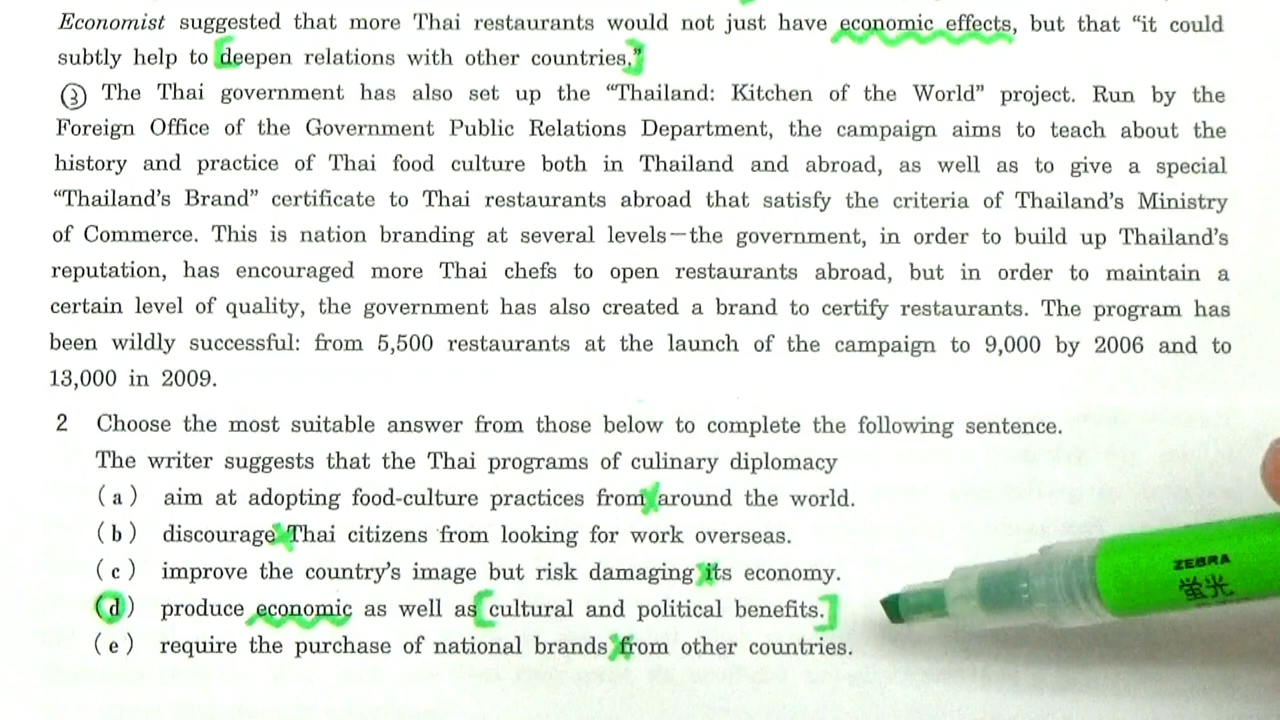 Economist suggested that more Thai restaurants would not just have economic effects, but that “it could
subtly help to deepen relations with other countries.”
③ The Thai government has also set up the “Thailand: Kitchen of the World” project. Run by the
Foreign Office of the Government Public Relations Department, the campaign aims to teach about the
history and practice of Thai food culture both in Thailand and abroad, as well as to give a special
“Thailand’s Brand” certificate to Thai restaurants abroad that satisfy the criteria of Thailand’s Ministry
of Commerce. This is nation branding at several levels—the government, in order to build up Thailand’s
reputation, has encouraged more Thai chefs to open restaurants abroad, but in order to maintain a
certain level of quality, the government has also created a brand to certify restaurants. The program has
been wildly successful: from 5,500 restaurants at the launch of the campaign to 9,000 by 2006 and to
13,000 in 2009.
2 Choose the most suitable answer from those below to complete the following sentence.
The writer suggests that the Thai programs of culinary diplomacy
(a) aim at adopting food-culture practices from around the world.
(b) discourage Thai citizens from looking for work overseas.
(c) improve the country’s image but risk damaging its economy.
(d) produce economic as well as cultural and political benefits.
(e) require the purchase of national brands from other countries.
ZEBRA
蛍光